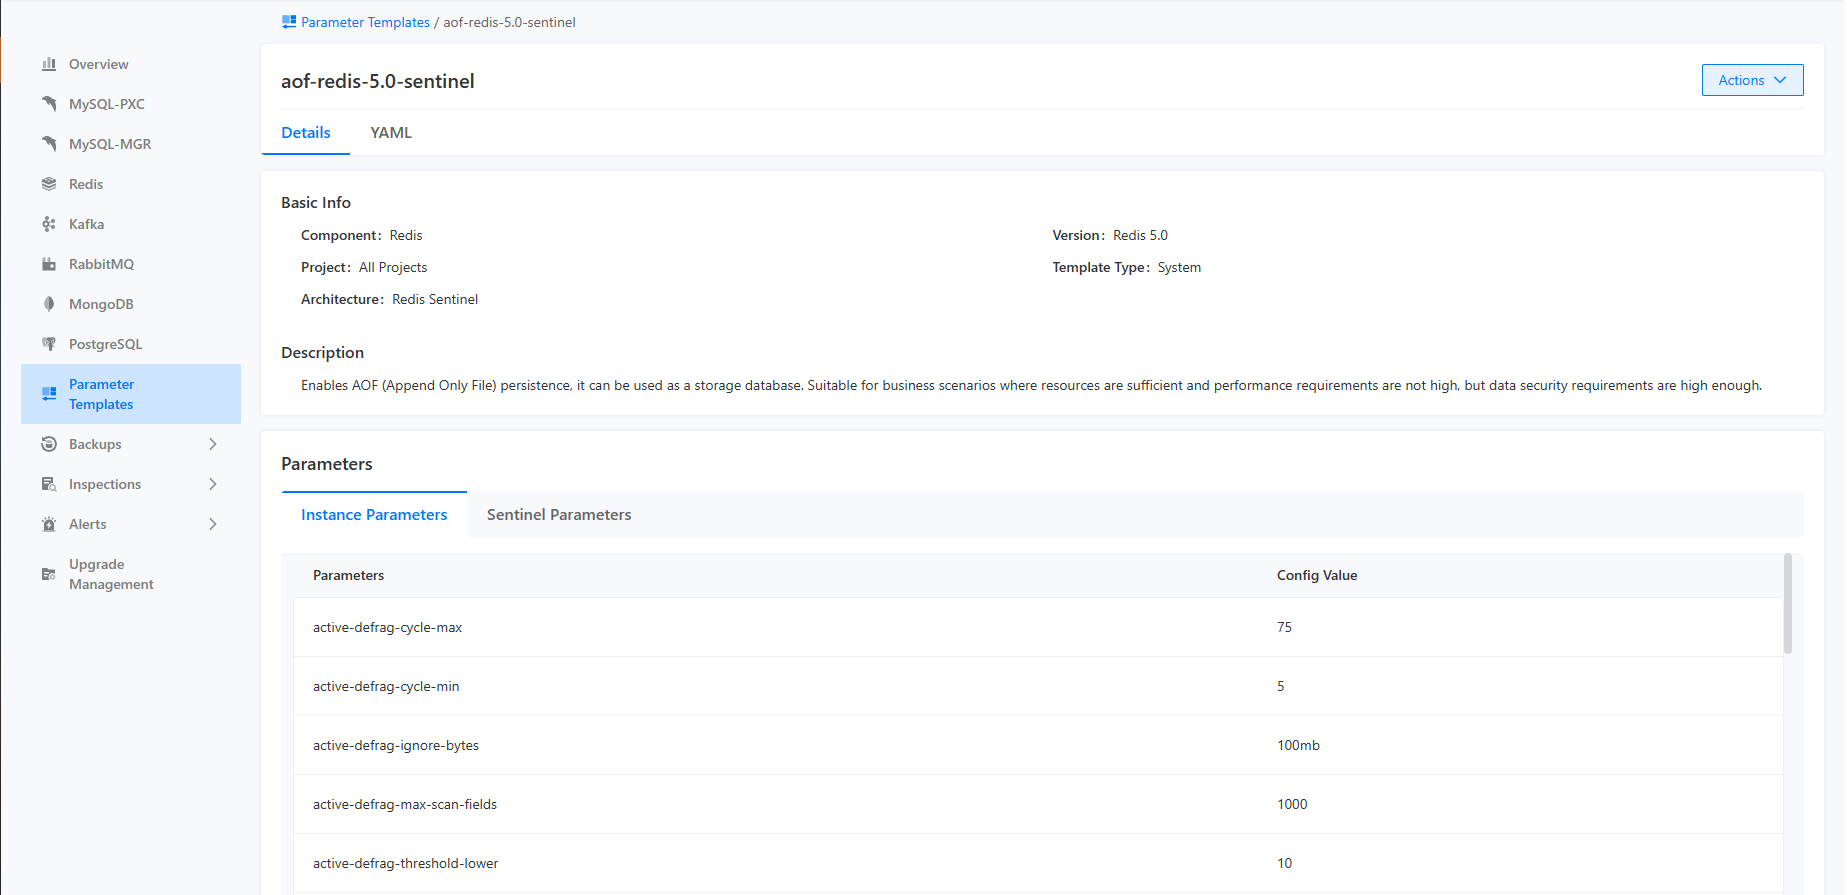 Parameter Templates / aof-redis-5.0-sentinel
Overview
MySQL-PXC
MySQL-MGR
Redis
Kafka
RabbitMQ
MongoDB
PostgreSQL
Parameter
Templates
Backups
Inspections
Alerts
Upgrade
Management
aof-redis-5.0-sentinel
Actions
Details YAML
Basic Info
Component: Redis
Version: Redis 5.0
Project: All Projects
Template Type: System
Architecture: Redis Sentinel
Description
Enables AOF (Append Only File) persistence, it can be used as a storage database. Suitable for business scenarios where resources are sufficient and performance requirements are not high, but data security requirements are high enough.
Parameters
Instance Parameters Sentinel Parameters
Parameters Config Value
active-defrag-cycle-max 75
active-defrag-cycle-min 5
active-defrag-ignore-bytes 100mb
active-defrag-max-scan-fields 1000
active-defrag-threshold-lower 10